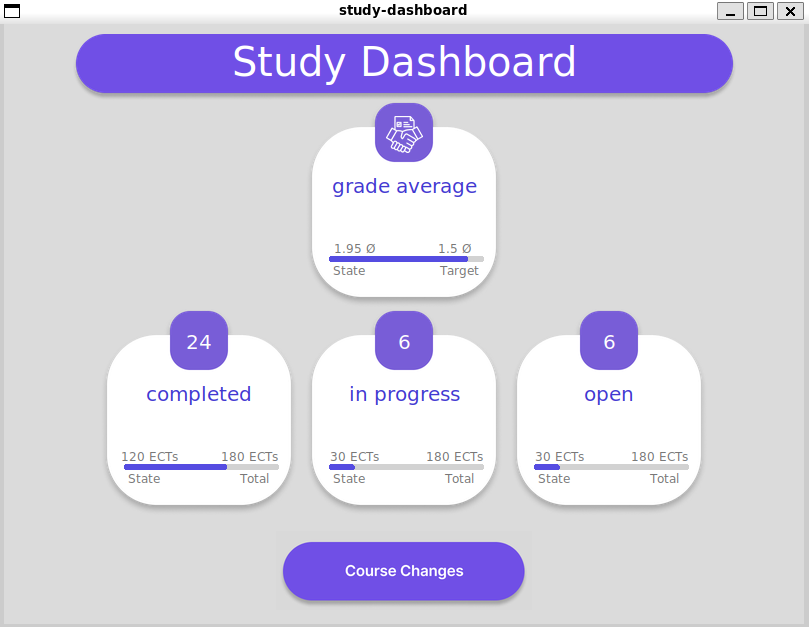 study-dashboard
Study Dashboard
grade average
1.95 Ø 1.5 Ø
State Target
24 6 6
completed in progress open
120 ECTs 180 ECTs 30 ECTs 180 ECTs 30 ECTs 180 ECTs
State Total State Total State Total
Course Changes